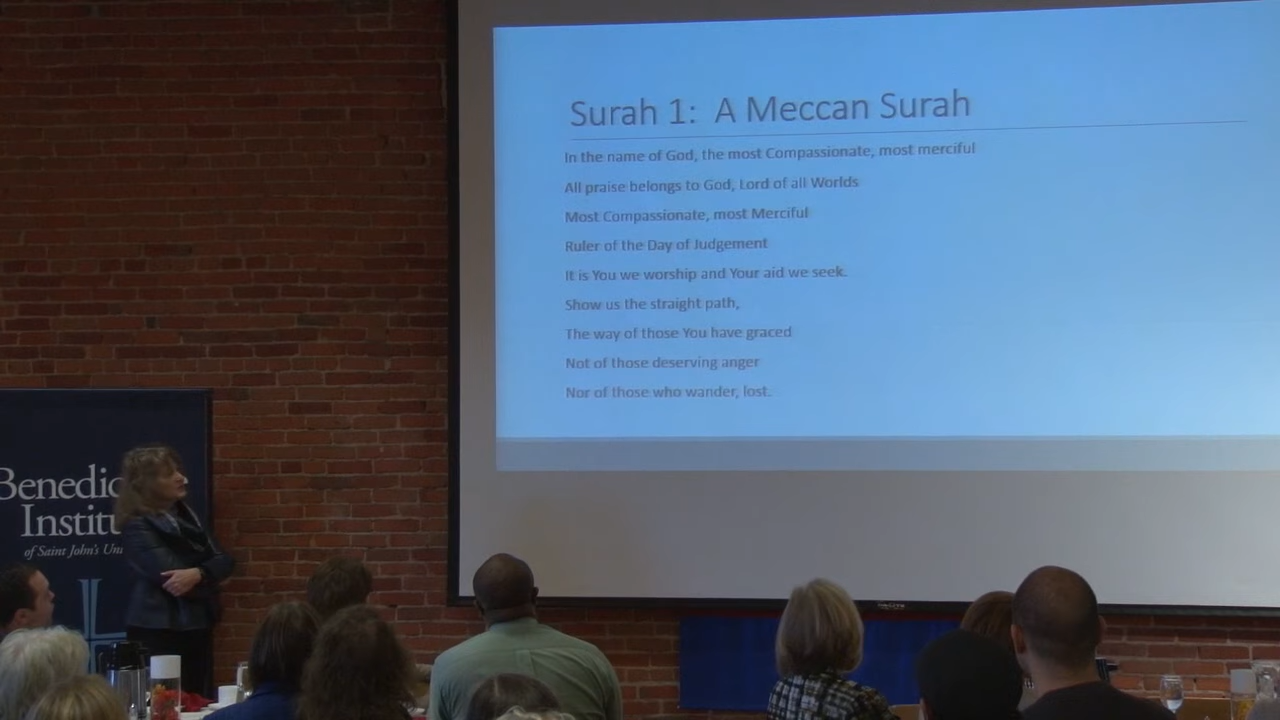 Surah 1: A Meccan Surah
In the name of God, the most Compassionate, most merciful
All praise belongs to God, Lord of all Worlds
Most Compassionate, most Merciful
Ruler of the Day of Judgement
It is You we worship and Your aid we seek.
Show us the straight path,
The way of those You have graced
Not of those deserving anger
Nor of those who wander, lost.
Benedic
Institu
of Saint John's Uni